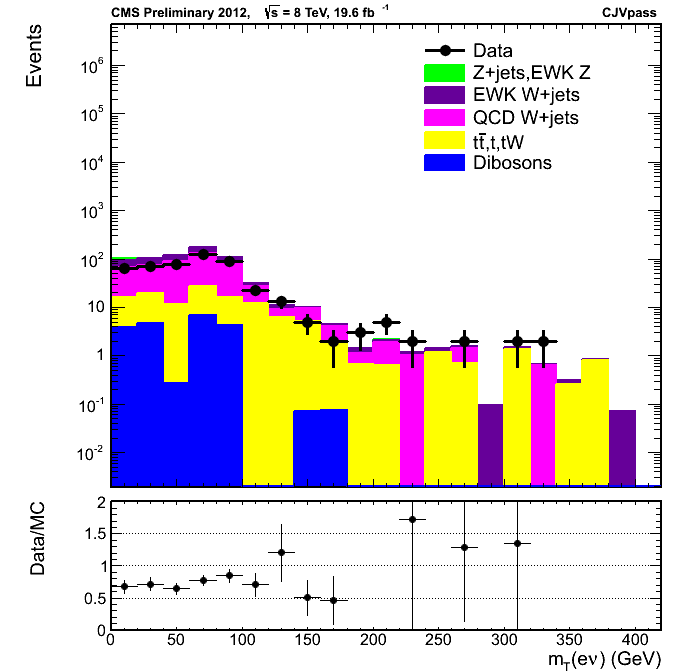 CMS Preliminary 2012, √s = 8 TeV, 19.6 fb⁻¹ CJVpass
Events
Data
Z+jets,EWK Z
EWK W+jets
QCD W+jets
tt̄,t,tW
Dibosons
10⁶
10⁵
10⁴
10³
10²
10
1
10⁻¹
10⁻²
Data/MC
2
1.5
1
0.5
0
0 50 100 150 200 250 300 350 400
m_T(eν) (GeV)